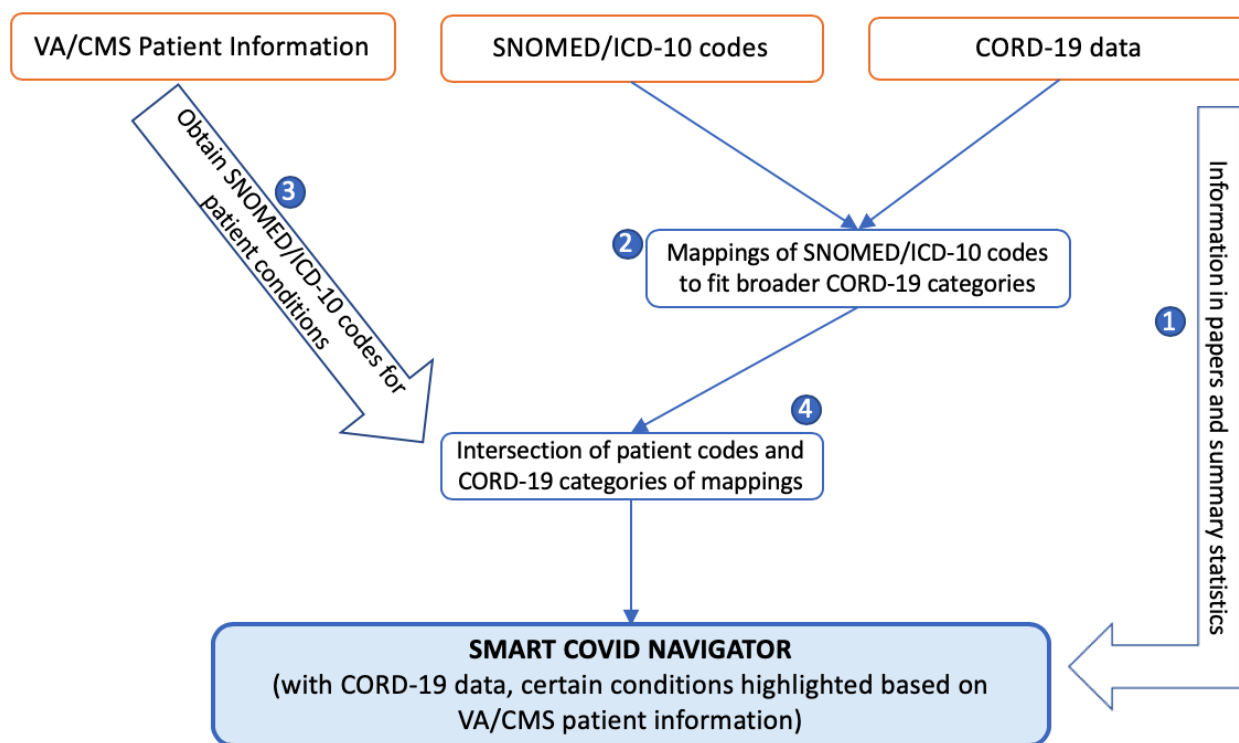 VA/CMS Patient Information
SNOMED/ICD-10 codes
CORD-19 data
Obtain SNOMED/ICD-10 codes for
patient conditions
3
2
Mappings of SNOMED/ICD-10 codes
to fit broader CORD-19 categories
1
Information in papers and summary statistics
4
Intersection of patient codes and
CORD-19 categories of mappings
SMART COVID NAVIGATOR
(with CORD-19 data, certain conditions highlighted based on
VA/CMS patient information)